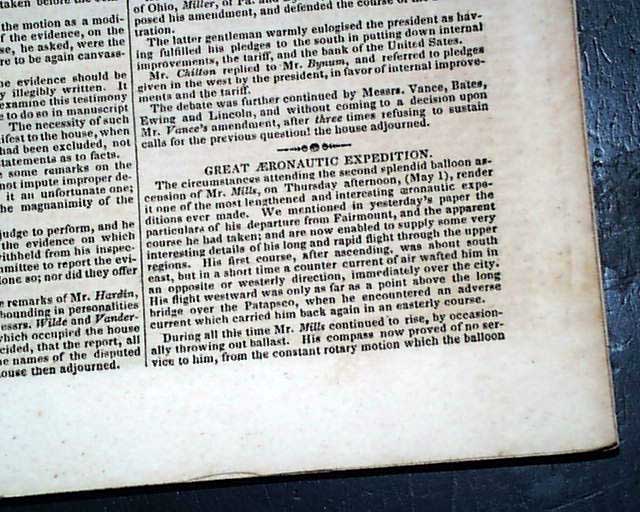 the motion as a modi-
of the evidence, on the
se, he asked, were the
re to be again canvass-
e evidence should be
y illegibly written. It
examine this testimony
e to do so in manuscript
The necessity of such
ifest to the house, when
had been excluded, not
statements as to facts.
e some remarks on the
not impute improper de-
it an unfortunate one;
he magnanimity of the
judge to perform, and he
the evidence on which
withheld from his inspec-
mmittee to report the evi-
lone so; nor did they offer
e remarks of Mr. Hardin,
bounding in personalities
essrs. Wilde and Vander-
which occupied the house
cided, that the report, all
he names of the disputed
ouse then adjourned.
of Ohio, Miller, of Pa.
posed his amendment, and defended the course of the
tration.
The latter gentleman warmly eulogised the president as hav-
ing fulfilled his pledges to the south in putting down internal
improvements, the tariff, and the bank of the United States.
Mr. Chilton replied to Mr. Bynum, and referred to pledges
given in the west by the president, in favor of internal improve-
ments and the tariff.
The debate was further continued by Messrs. Vance, Bates,
Ewing and Lincoln, and without coming to a decision upon
Mr. Vance's amendment, after three times refusing to sustain
calls for the previous question! the house adjourned.
GREAT ÆRONAUTIC EXPEDITION.
The circumstances attending the second splendid balloon as-
cension of Mr. Mills, on Thursday afternoon, (May 1), render
it one of the most lengthened and interesting æronautic expe-
ditions ever made. We mentioned in yesterday's paper the
particulars of his departure from Fairmount, and the apparent
course he had taken; and are now enabled to supply some very
interesting details of his long and rapid flight through the upper
regions. His first course, after ascending, was about south
east, but in a short time a counter current of air wafted him in
an opposite or westerly direction, immediately over the city.
His flight westward was only as far as a point above the long
bridge over the Patapsco, when he encountered an adverse
current which carried him back again in an easterly course.
During all this time Mr. Mills continued to rise, by occasion-
ally throwing out ballast. His compass now proved of no ser-
vice to him, from the constant rotary motion which the balloon